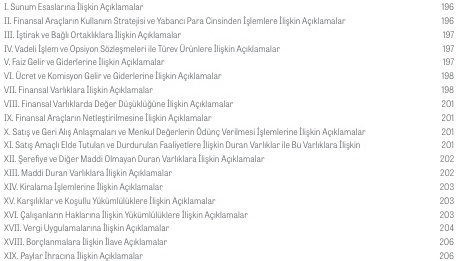 I. Sunum Esaslarına İlişkin Açıklamalar 196
II. Finansal Araçların Kullanım Stratejisi ve Yabancı Para Cinsinden İşlemlere İlişkin Açıklamalar 196
III. İştirak ve Bağlı Ortaklıklara İlişkin Açıklamalar 197
IV. Vadeli İşlem ve Opsiyon Sözleşmeleri ile Türev Ürünlere İlişkin Açıklamalar 197
V. Faiz Gelir ve Giderlerine İlişkin Açıklamalar 197
VI. Ücret ve Komisyon Gelir ve Giderlerine İlişkin Açıklamalar 198
VII. Finansal Varlıklara İlişkin Açıklamalar 198
VIII. Finansal Varlıklarda Değer Düşüklüğüne İlişkin Açıklamalar 201
IX. Finansal Araçların Netleştirilmesine İlişkin Açıklamalar 201
X. Satış ve Geri Alış Anlaşmaları ve Menkul Değerlerin Ödünç Verilmesi İşlemlerine İlişkin Açıklamalar 201
XI. Satış Amaçlı Elde Tutulan ve Durdurulan Faaliyetlere İlişkin Duran Varlıklar ile Bu Varlıklara İlişkin 201
XII. Şerefiye ve Diğer Maddi Olmayan Duran Varlıklara İlişkin Açıklamalar 202
XIII. Maddi Duran Varlıklara İlişkin Açıklamalar 202
XIV. Kiralama İşlemlerine İlişkin Açıklamalar 203
XV. Karşılıklar ve Koşullu Yükümlülüklere İlişkin Açıklamalar 203
XVI. Çalışanların Haklarına İlişkin Yükümlülüklere İlişkin Açıklamalar 203
XVII. Vergi Uygulamalarına İlişkin Açıklamalar 204
XVIII. Borçlanmalara İlişkin İlave Açıklamalar 206
XIX. Paylar İhracına İlişkin Açıklamalar 206